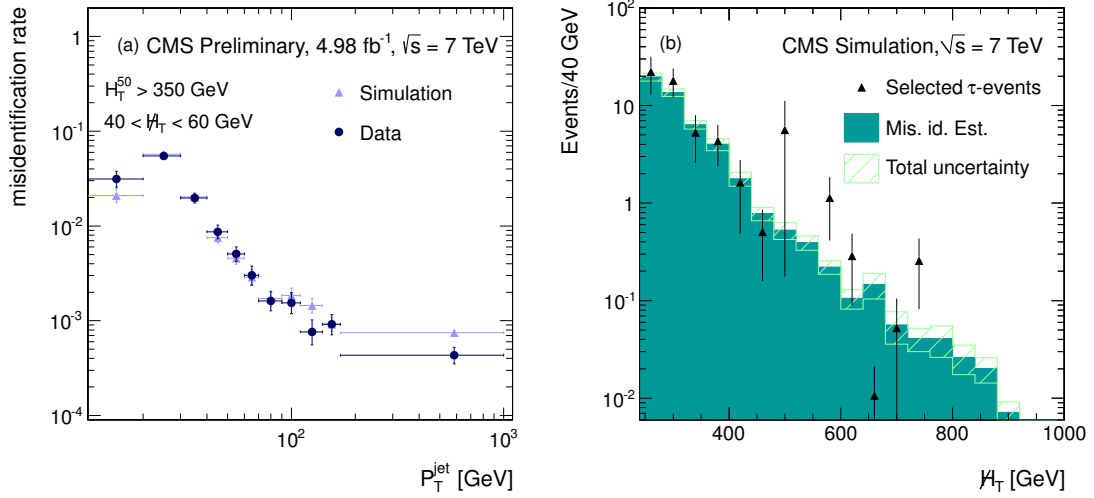 misidentification rate
1
10⁻¹
10⁻²
10⁻³
10⁻⁴
(a) CMS Preliminary, 4.98 fb⁻¹, √s = 7 TeV
H_T^50 > 350 GeV
40 < H̸_T < 60 GeV
Simulation
Data
10² 10³
P_T^jet [GeV]
Events/40 GeV
10²
10
1
10⁻¹
10⁻²
(b) CMS Simulation,√s = 7 TeV
Selected τ-events
Mis. id. Est.
Total uncertainty
400 600 800 1000
H̸_T [GeV]